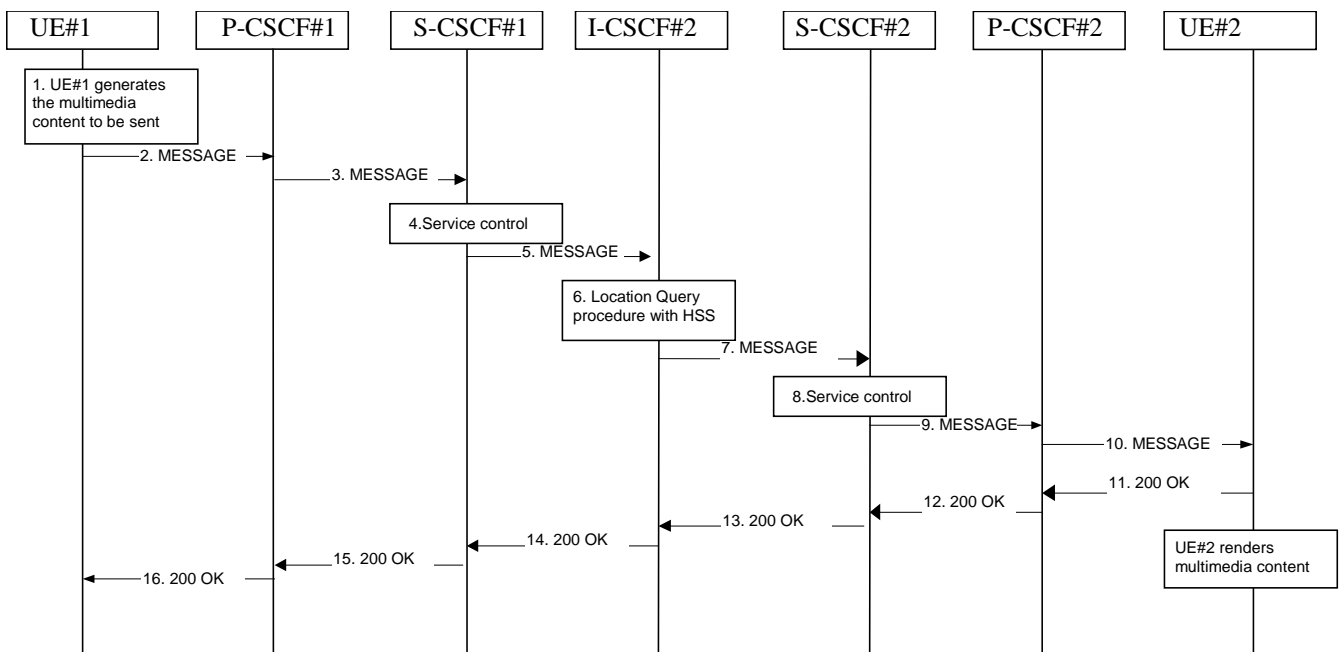 UE#1
P-CSCF#1
S-CSCF#1
I-CSCF#2
S-CSCF#2
P-CSCF#2
UE#2
1. UE#1 generates
the multimedia
content to be sent
2. MESSAGE
3. MESSAGE
4.Service control
5. MESSAGE
6. Location Query
procedure with HSS
7. MESSAGE
8.Service control
9. MESSAGE
10. MESSAGE
11. 200 OK
12. 200 OK
13. 200 OK
14. 200 OK
15. 200 OK
16. 200 OK
UE#2 renders
multimedia content